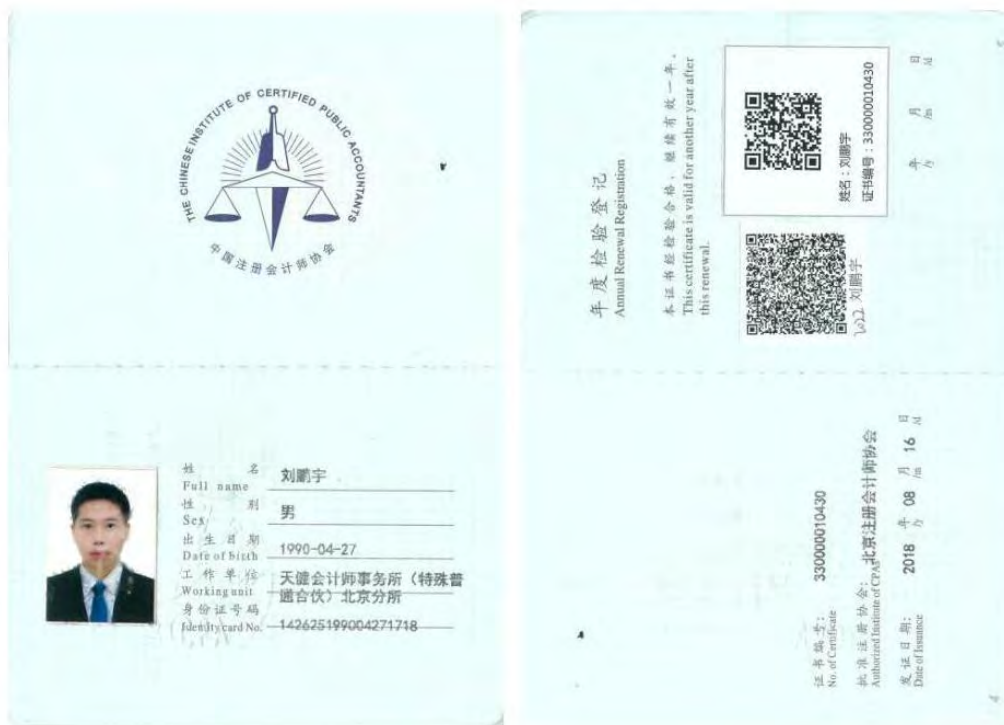 THE CHINESE INSTITUTE OF CERTIFIED PUBLIC ACCOUNTANTS
中国注册会计师协会
姓 名 刘鹏宇
Full name
性 别 男
Sex
出生日期 1990-04-27
Date of birth
工作单位 天健会计师事务所（特殊普
Working unit 通合伙）北京分所
身份证号码
Identity card No. 142625199004271718
年度检验登记
Annual Renewal Registration
本证书经检验合格，继续有效一年。
This certificate is valid for another year after
this renewal.
姓名：刘鹏宇
证书编号：330000010430
2022 刘鹏宇
年 月 日
/y /m /d
证书编号： 330000010430
No. of Certificate
批准注册协会： 北京注册会计师协会
Authorized Institute of CPAs
发证日期： 2018 年 08 月 16 日
Date of Issuance /y /m /d